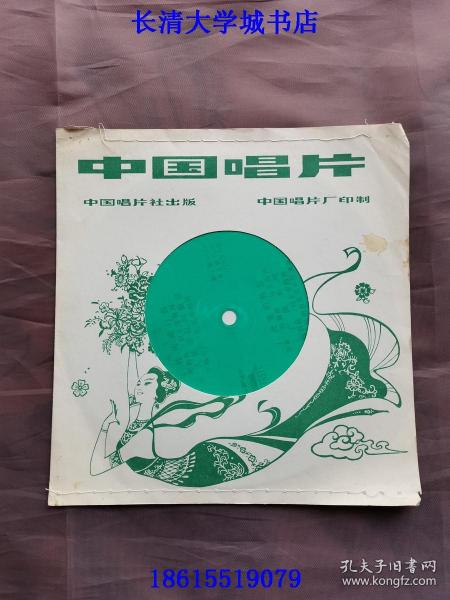 长清大学城书店
中国唱片
中国唱片社出版 中国唱片厂印制
18615519079
孔夫子旧书网
www.kongfz.com